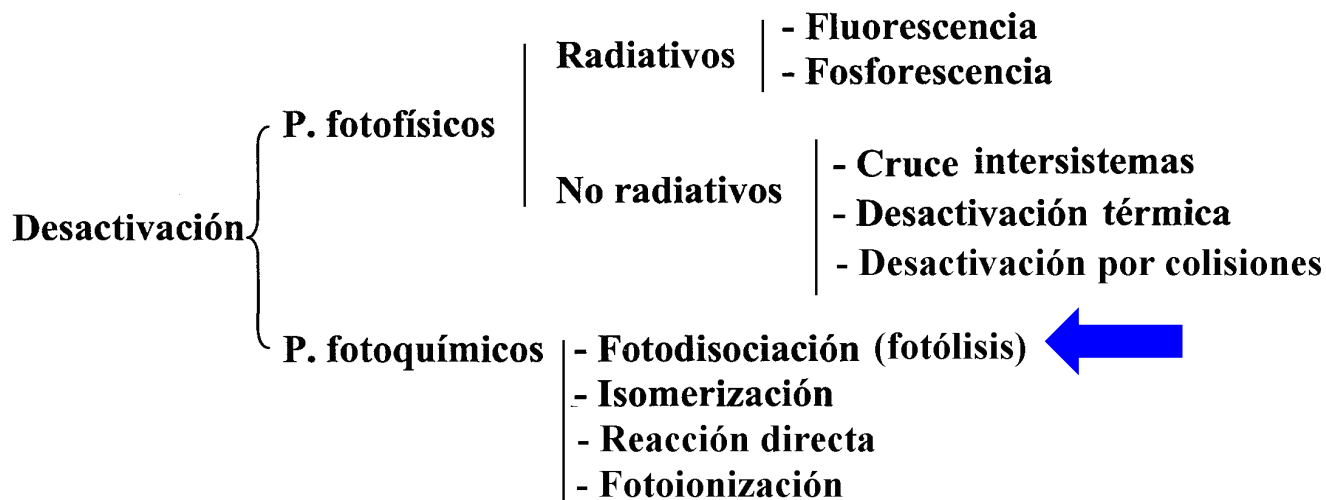 Desactivación
P. fotofísicos
Radiativos
- Fluorescencia
- Fosforescencia
No radiativos
- Cruce intersistemas
- Desactivación térmica
- Desactivación por colisiones
P. fotoquímicos
- Fotodisociación (fotólisis)
- Isomerización
- Reacción directa
- Fotoionización